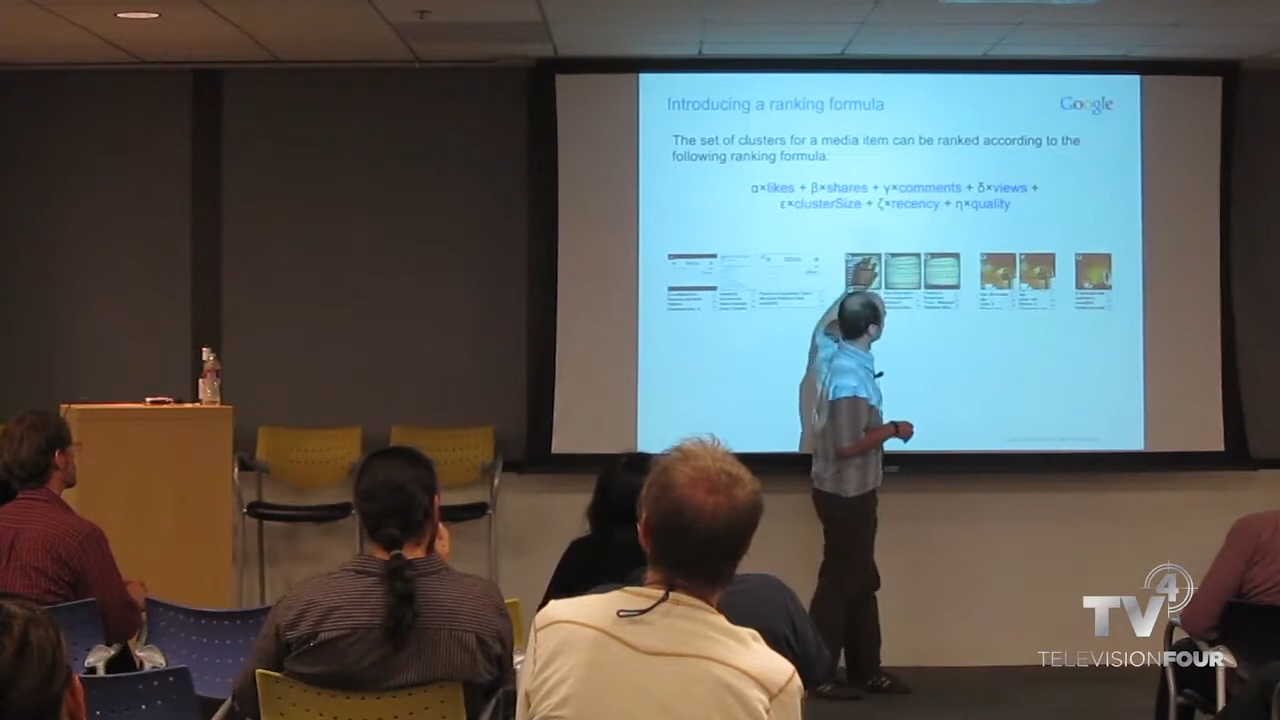 Introducing a ranking formula
Google
The set of clusters for a media item can be ranked according to the
following ranking formula:
α×likes + β×shares + γ×comments + δ×views +
ε×clusterSize + ζ×recency + η×quality
TV4
TELEVISIONFOUR